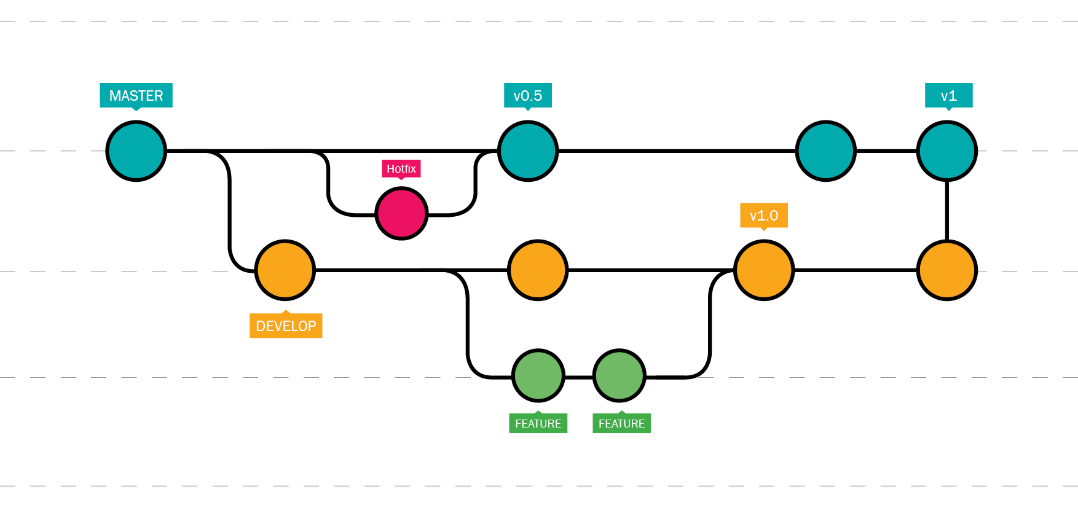 MASTER
v0.5
v1
Hotfix
v1.0
DEVELOP
FEATURE
FEATURE